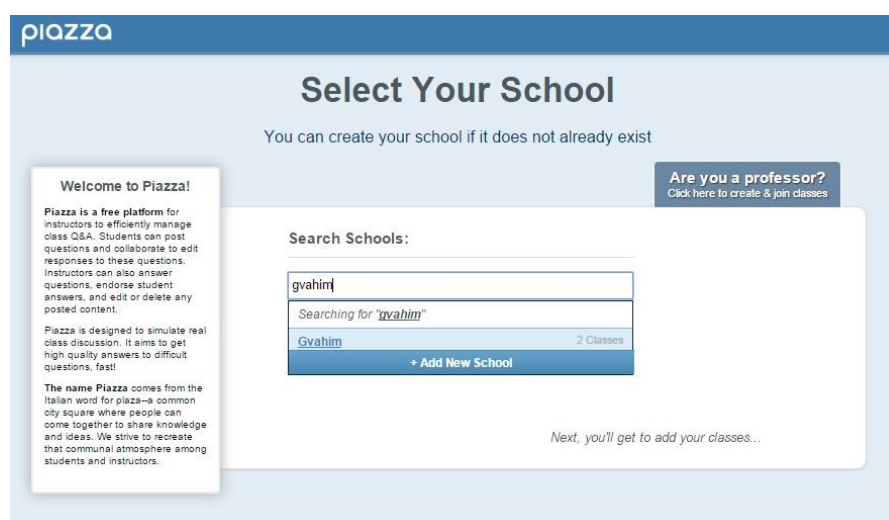 piazza
Select Your School
You can create your school if it does not already exist
Are you a professor?
Click here to create & join classes
Welcome to Piazza!
Piazza is a free platform for
instructors to efficiently manage
class Q&A. Students can post
questions and collaborate to edit
responses to these questions.
Instructors can also answer
questions, endorse student
answers, and edit or delete any
posted content.
Piazza is designed to simulate real
class discussion. It aims to get
high quality answers to difficult
questions, fast!
The name Piazza comes from the
Italian word for plaza--a common
city square where people can
come together to share knowledge
and ideas. We strive to recreate
that communal atmosphere among
students and instructors.
Search Schools:
gvahim
Searching for "gvahim"
Gvahim 2 Classes
+ Add New School
Next, you'll get to add your classes...